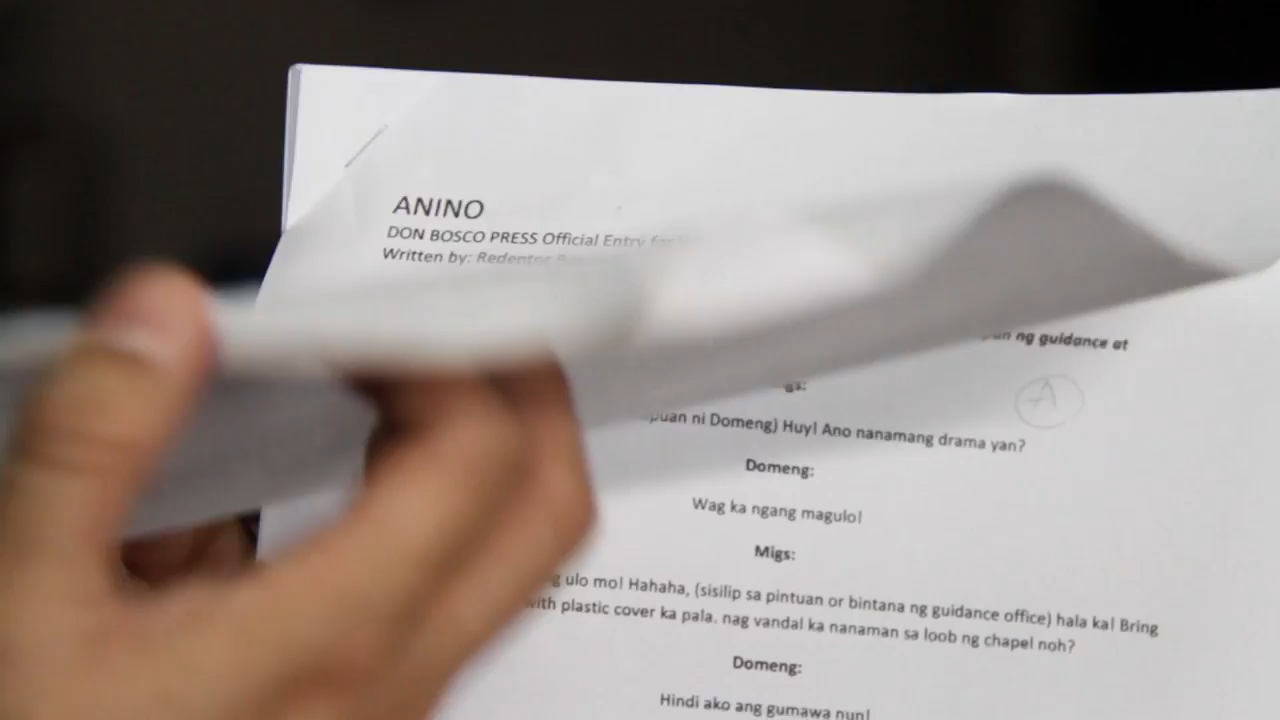 ANINO
DON BOSCO PRESS Official Entry for
Written by: Redentor
ng guidance at
A
ni Domeng) Huy! Ano nanamang drama yan?
Domeng:
Wag ka ngang magulo!
Migs:
ulo mo! Hahaha, (sisilip sa pintuan or bintana ng guidance office) hala ka! Bring
with plastic cover ka pala. nag vandal ka nanaman sa loob ng chapel noh?
Domeng:
Hindi ako ang gumawa nun!